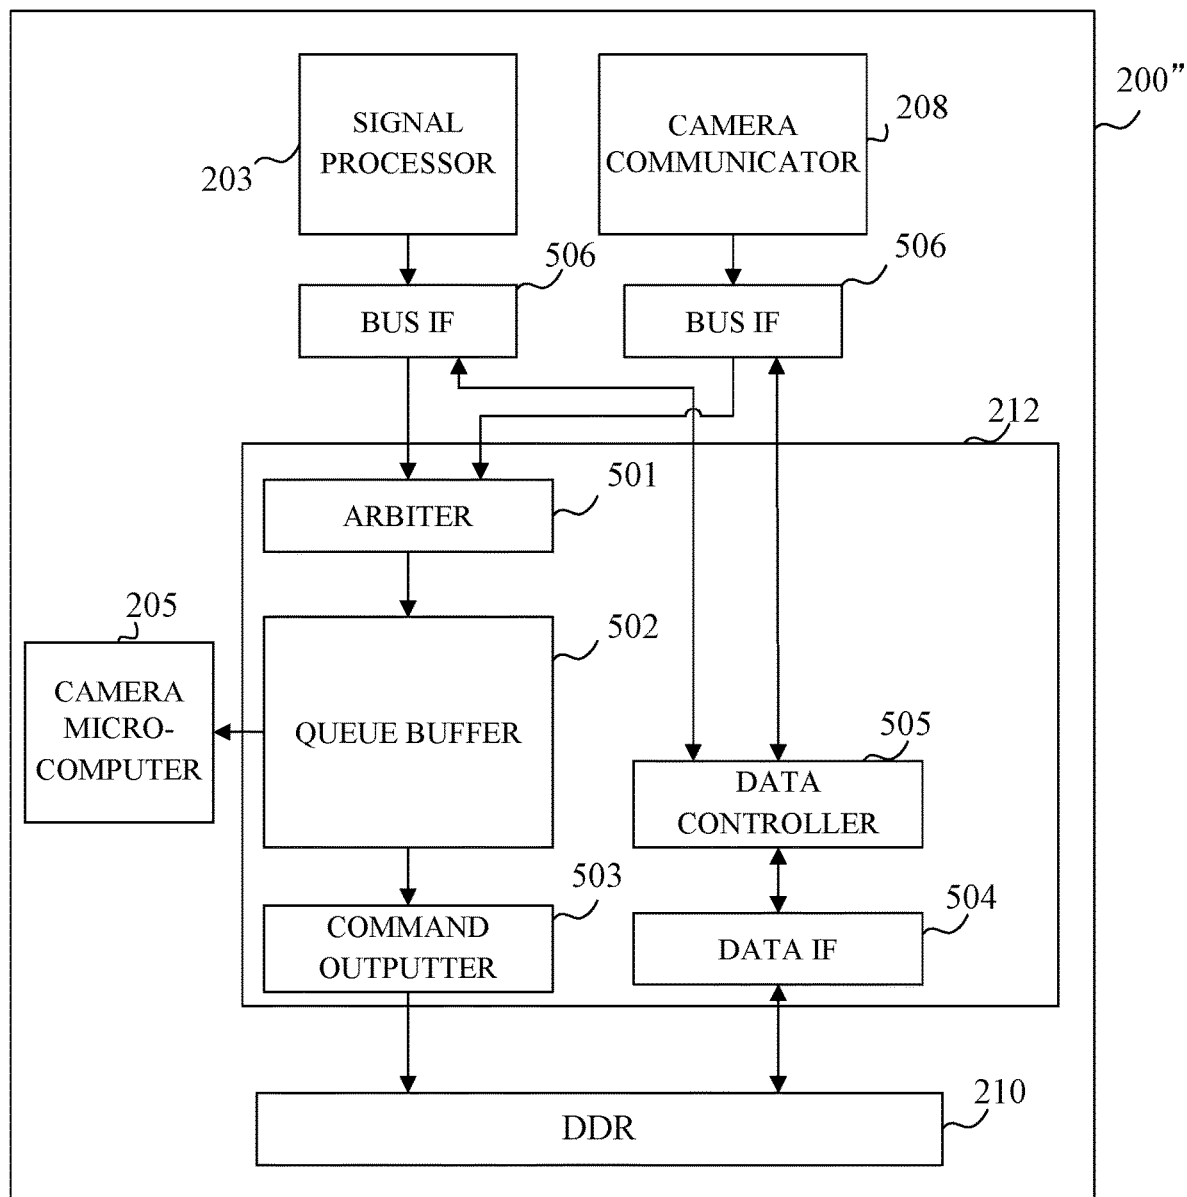 200”
SIGNAL
PROCESSOR
203
CAMERA
COMMUNICATOR
208
506
BUS IF
506
BUS IF
212
501
ARBITER
205
CAMERA
MICRO-
COMPUTER
502
QUEUE BUFFER
505
DATA
CONTROLLER
503
COMMAND
OUTPUTTER
504
DATA IF
210
DDR